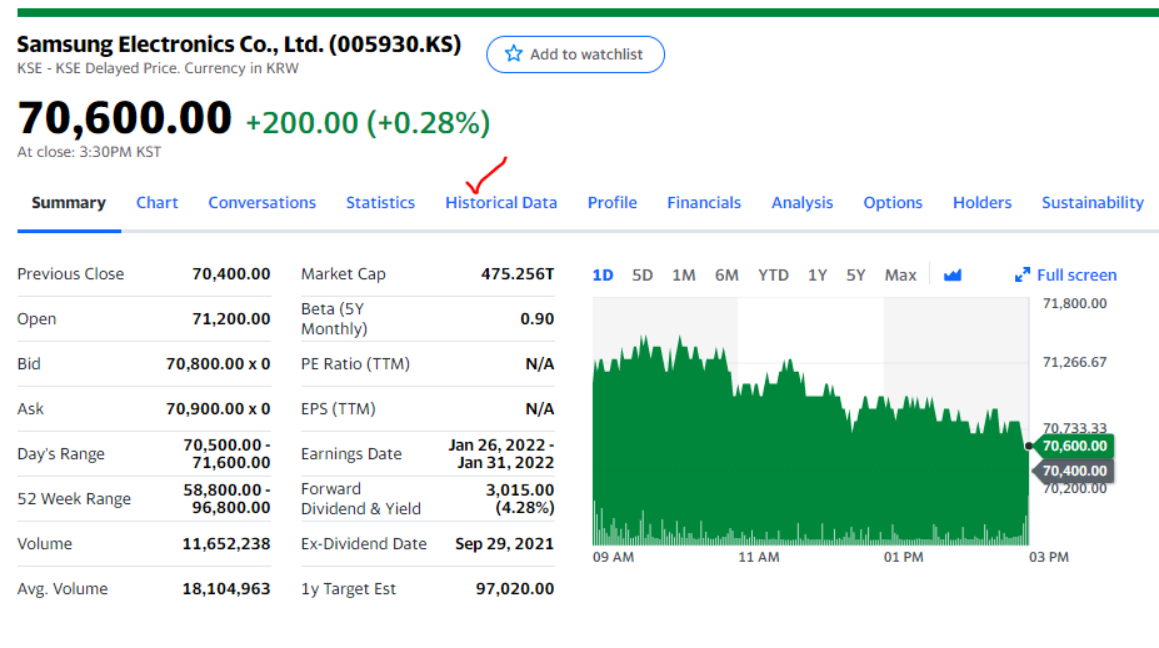 Samsung Electronics Co., Ltd. (005930.KS)
Add to watchlist
KSE - KSE Delayed Price. Currency in KRW
70,600.00 +200.00 (+0.28%)
At close: 3:30PM KST
Summary Chart Conversations Statistics Historical Data Profile Financials Analysis Options Holders Sustainability
Previous Close 70,400.00
Open 71,200.00
Bid 70,800.00 x 0
Ask 70,900.00 x 0
Day's Range 70,500.00 -
71,600.00
52 Week Range 58,800.00 -
96,800.00
Volume 11,652,238
Avg. Volume 18,104,963
Market Cap 475.256T
Beta (5Y
Monthly) 0.90
PE Ratio (TTM) N/A
EPS (TTM) N/A
Earnings Date Jan 26, 2022 -
Jan 31, 2022
Forward
Dividend & Yield 3,015.00
(4.28%)
Ex-Dividend Date Sep 29, 2021
1y Target Est 97,020.00
1D 5D 1M 6M YTD 1Y 5Y Max Full screen
71,800.00
71,266.67
70,733.33
70,600.00
70,400.00
70,200.00
09 AM 11 AM 01 PM 03 PM